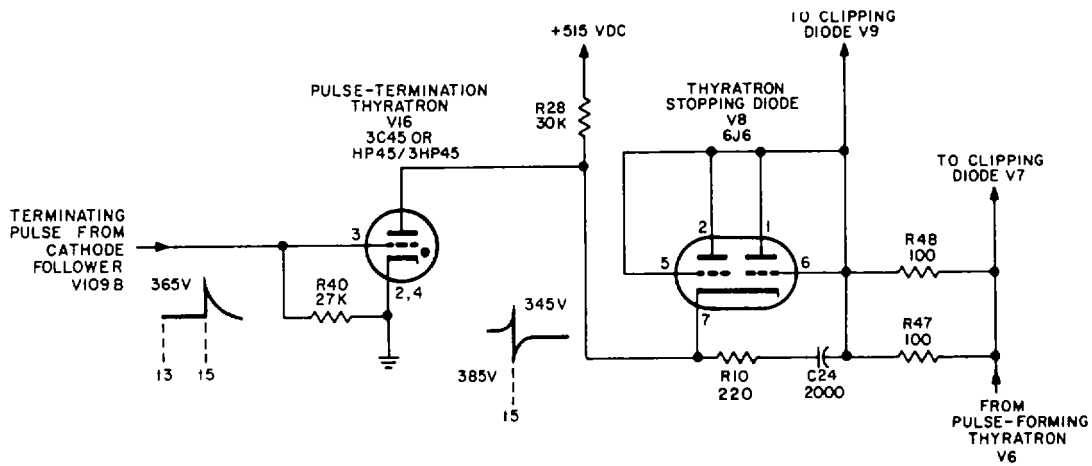 +515 VDC
TO CLIPPING
DIODE V9
PULSE-TERMINATION
THYRATRON
V16
3C45 OR
HP45/3HP45
R28
30K
THYRATRON
STOPPING DIODE
V8
6J6
TO CLIPPING
DIODE V7
TERMINATING
PULSE FROM
CATHODE
FOLLOWER
V109B
3
2,4
365V
R40
27K
t3
t5
345V
385V
t5
2
1
5
6
7
R48
100
R47
100
R10
220
C24
2000
FROM
PULSE-FORMING
THYRATRON
V6